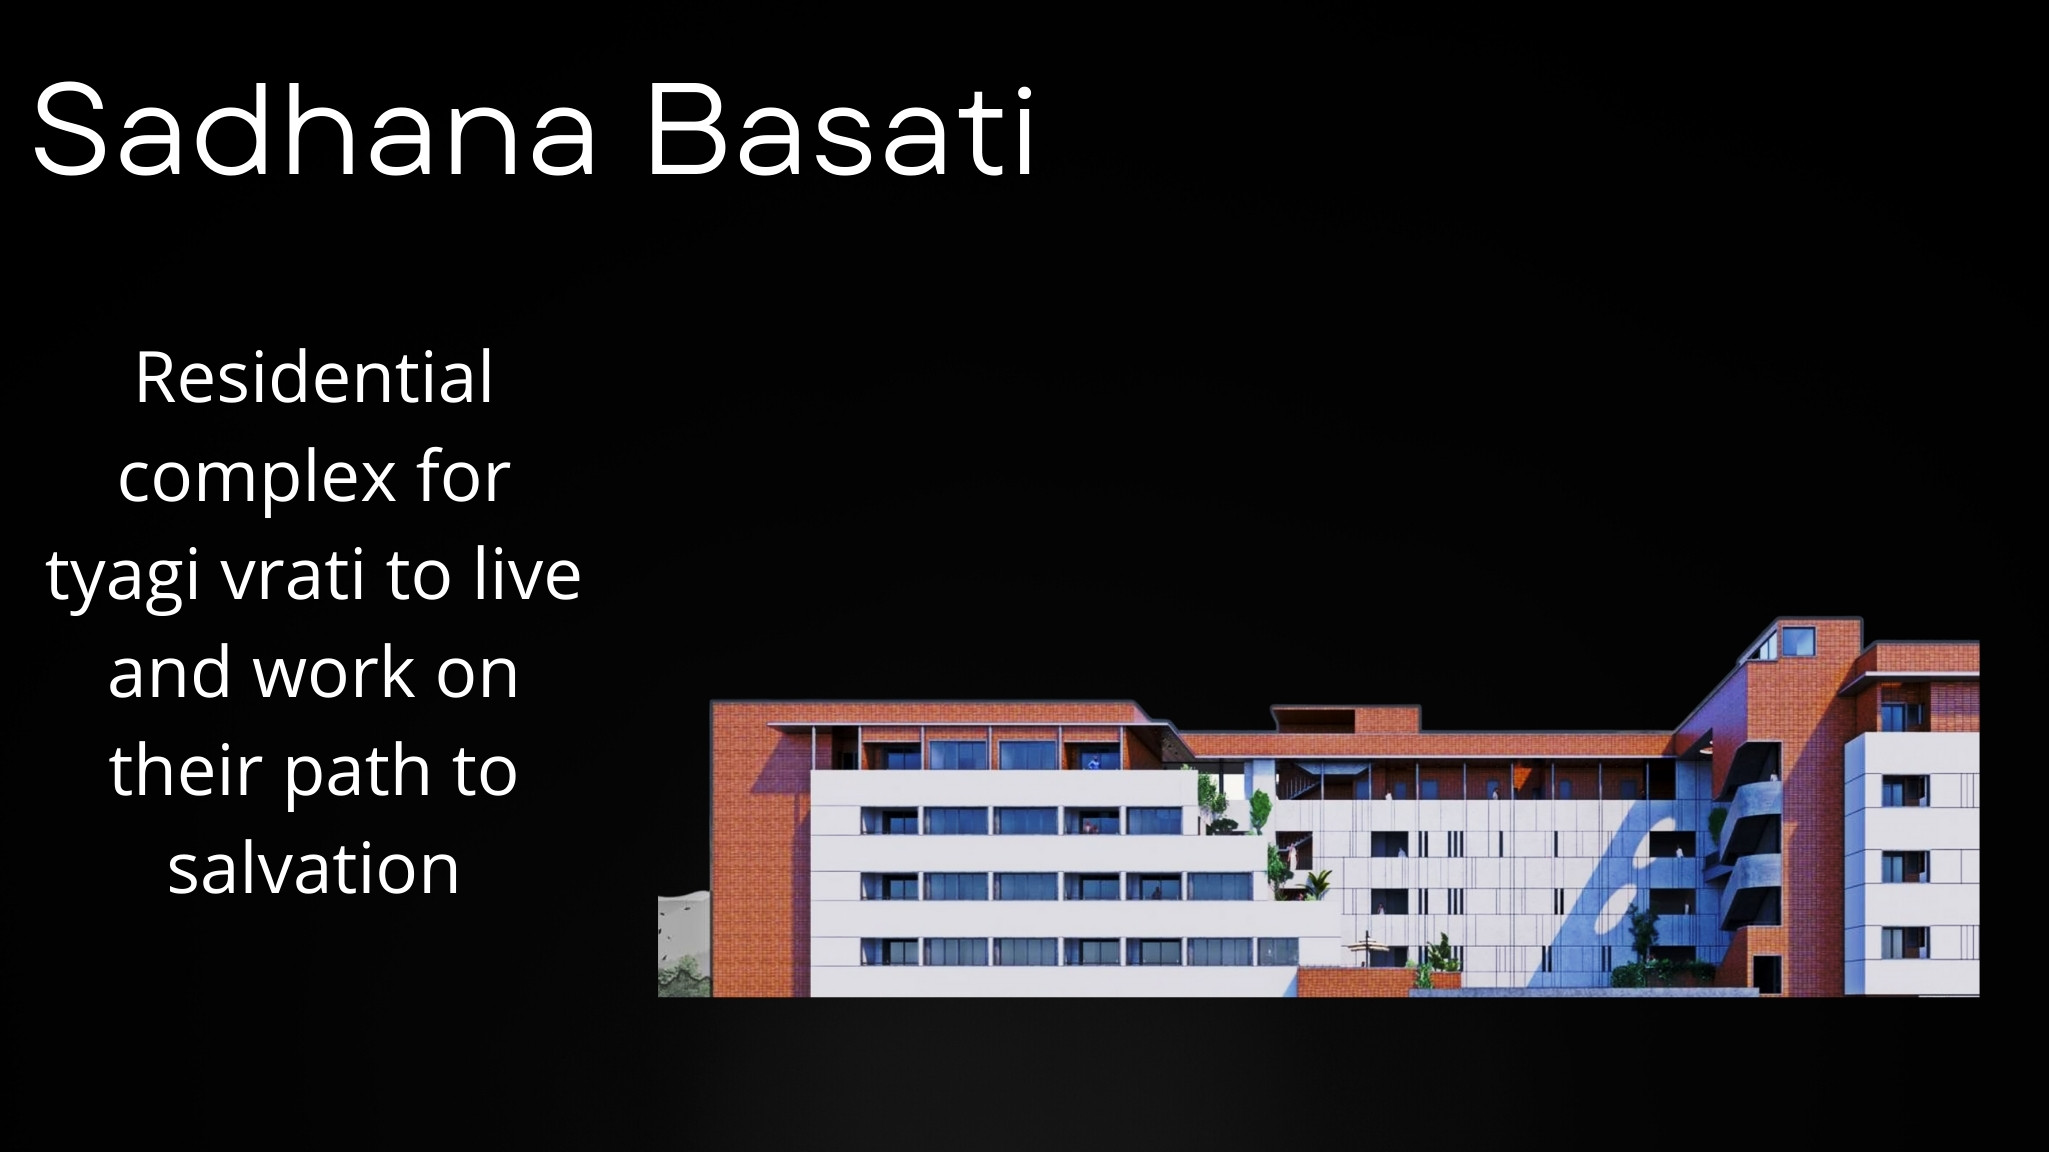 Sadhana Basati
Residential
complex for
tyagi vrati to live
and work on
their path to
salvation